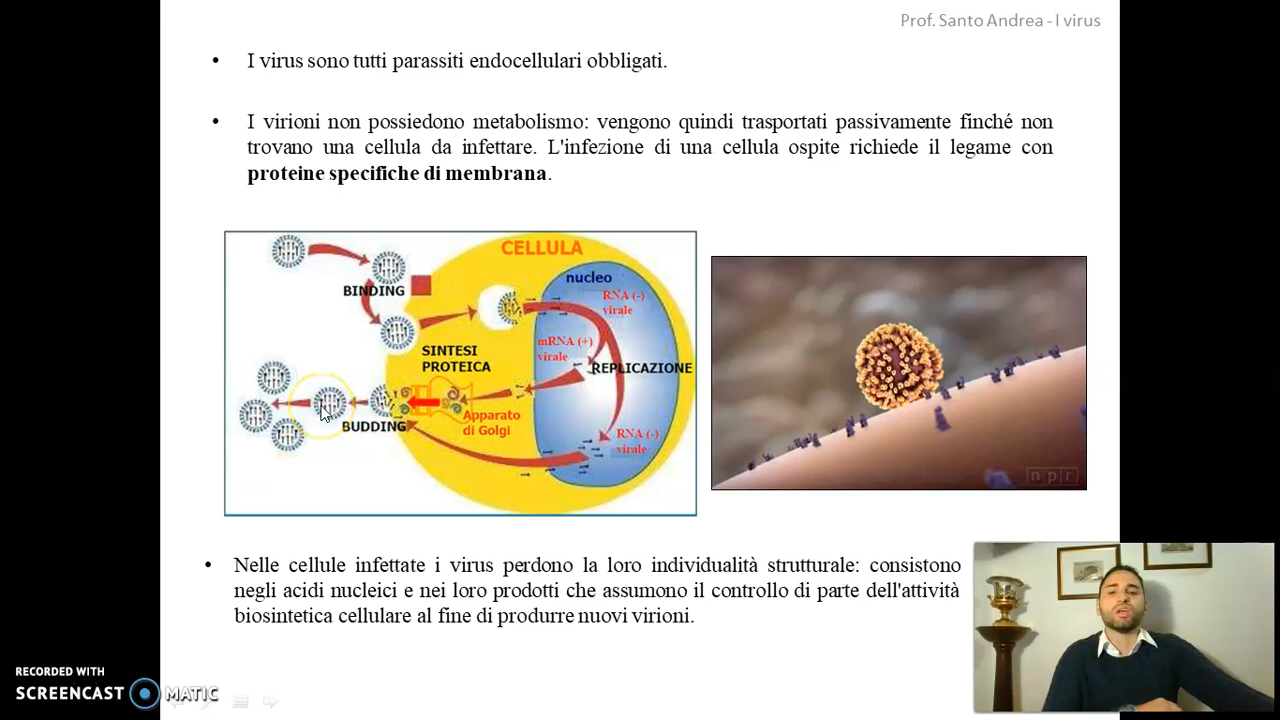 Prof. Santo Andrea - I virus
• I virus sono tutti parassiti endocellulari obbligati.
• I virioni non possiedono metabolismo: vengono quindi trasportati passivamente finché non
trovano una cellula da infettare. L'infezione di una cellula ospite richiede il legame con
proteine specifiche di membrana.
CELLULA
nucleo
BINDING
RNA (-)
virale
mRNA (+)
virale
SINTESI
PROTEICA
REPLICAZIONE
Apparato
di Golgi
BUDDING
RNA (-)
virale
npr
• Nelle cellule infettate i virus perdono la loro individualità strutturale: consistono
negli acidi nucleici e nei loro prodotti che assumono il controllo di parte dell'attività
biosintetica cellulare al fine di produrre nuovi virioni.
RECORDED WITH
SCREENCAST MATIC